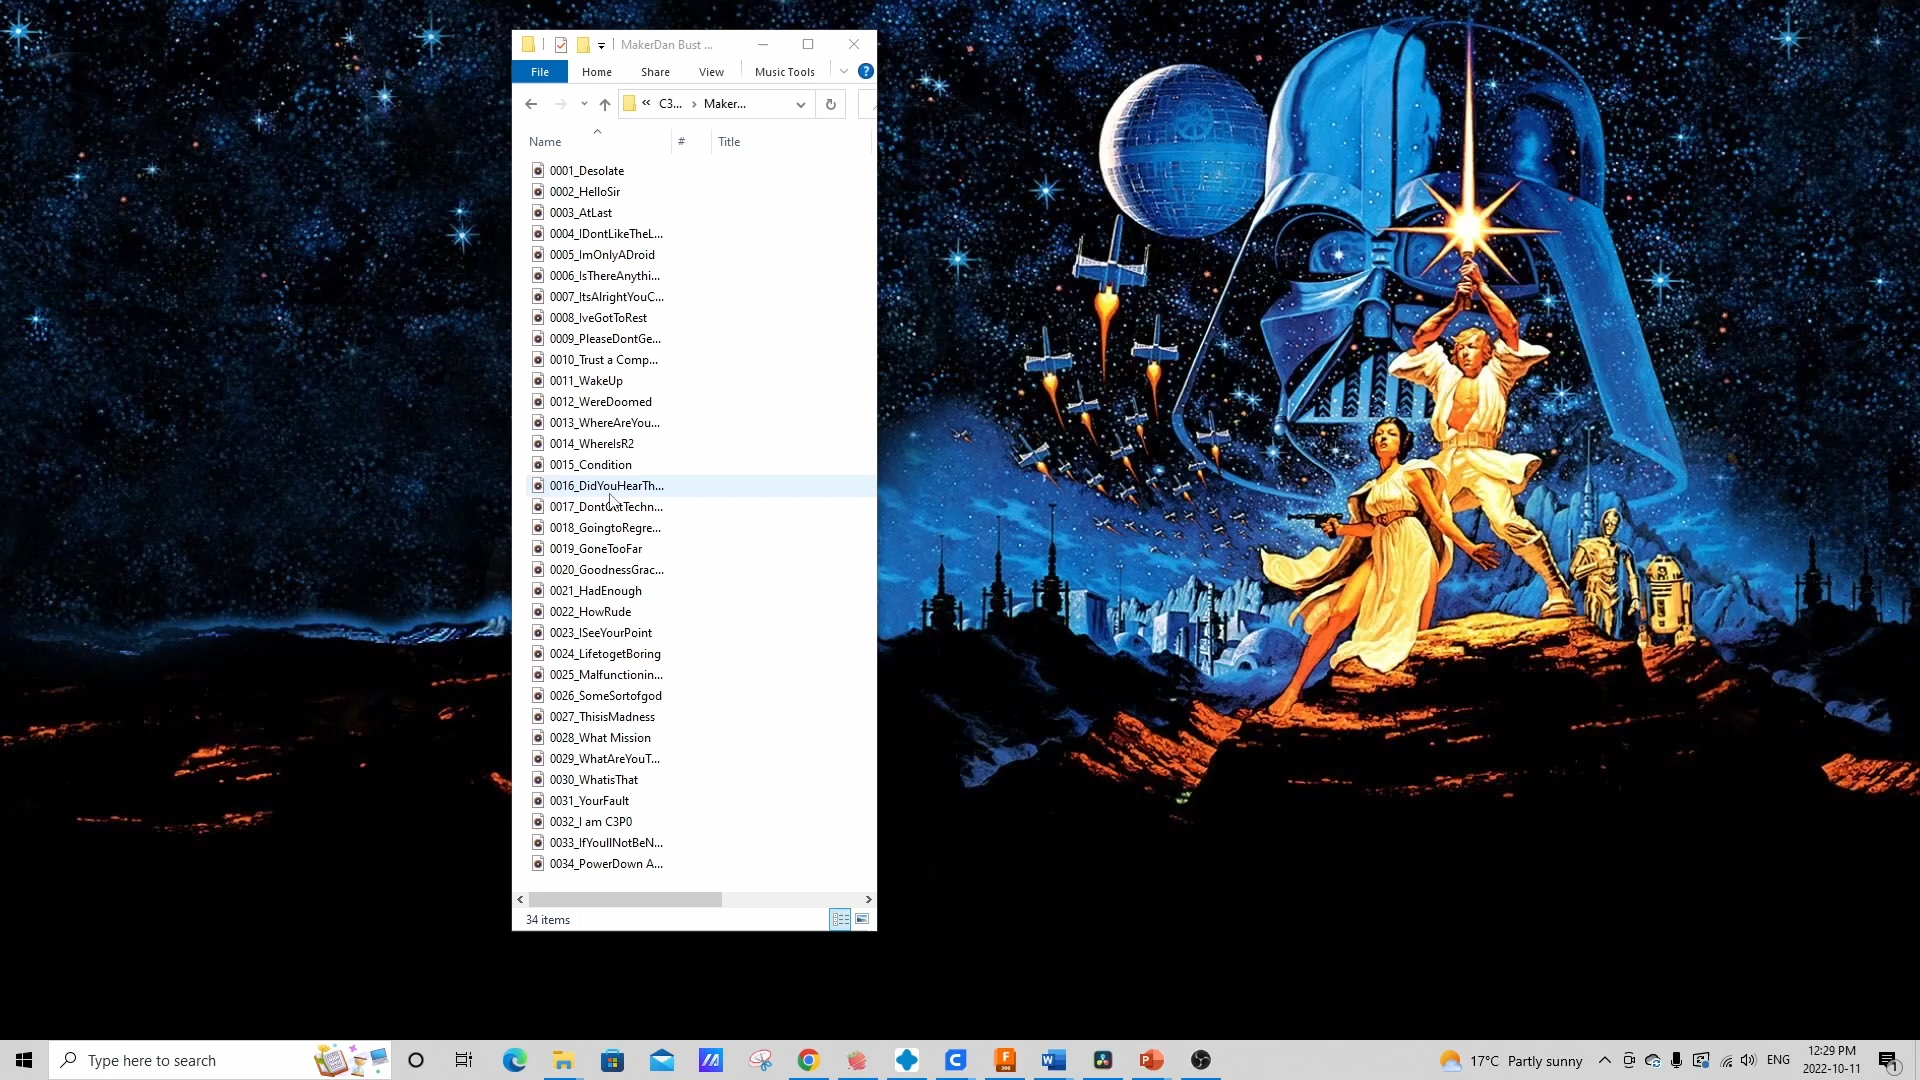 MakerDan Bust ...
File Home Share View Music Tools
« C3... › Maker...
Name # Title
0001_Desolate
0002_HelloSir
0003_AtLast
0004_IDontLikeTheL...
0005_ImOnlyADroid
0006_IsThereAnythi...
0007_ItsAlrightYouC...
0008_IveGotToRest
0009_PleaseDontGe...
0010_Trust a Comp...
0011_WakeUp
0012_WereDoomed
0013_WhereAreYou...
0014_WhereIsR2
0015_Condition
0016_DidYouHearTh...
0018_GoingtoRegre...
0019_GoneTooFar
0020_GoodnessGrac...
0021_HadEnough
0022_HowRude
0023_ISeeYourPoint
0024_LifetogetBoring
0025_Malfunctionin...
0026_SomeSortofgod
0027_ThisisMadness
0028_What Mission
0029_WhatAreYouT...
0030_WhatisThat
0031_YourFault
0032_I am C3P0
0033_IfYoullNotBeN...
0034_PowerDown A...
34 items
Type here to search
17°C Partly sunny
ENG
12:29 PM
2022-10-11